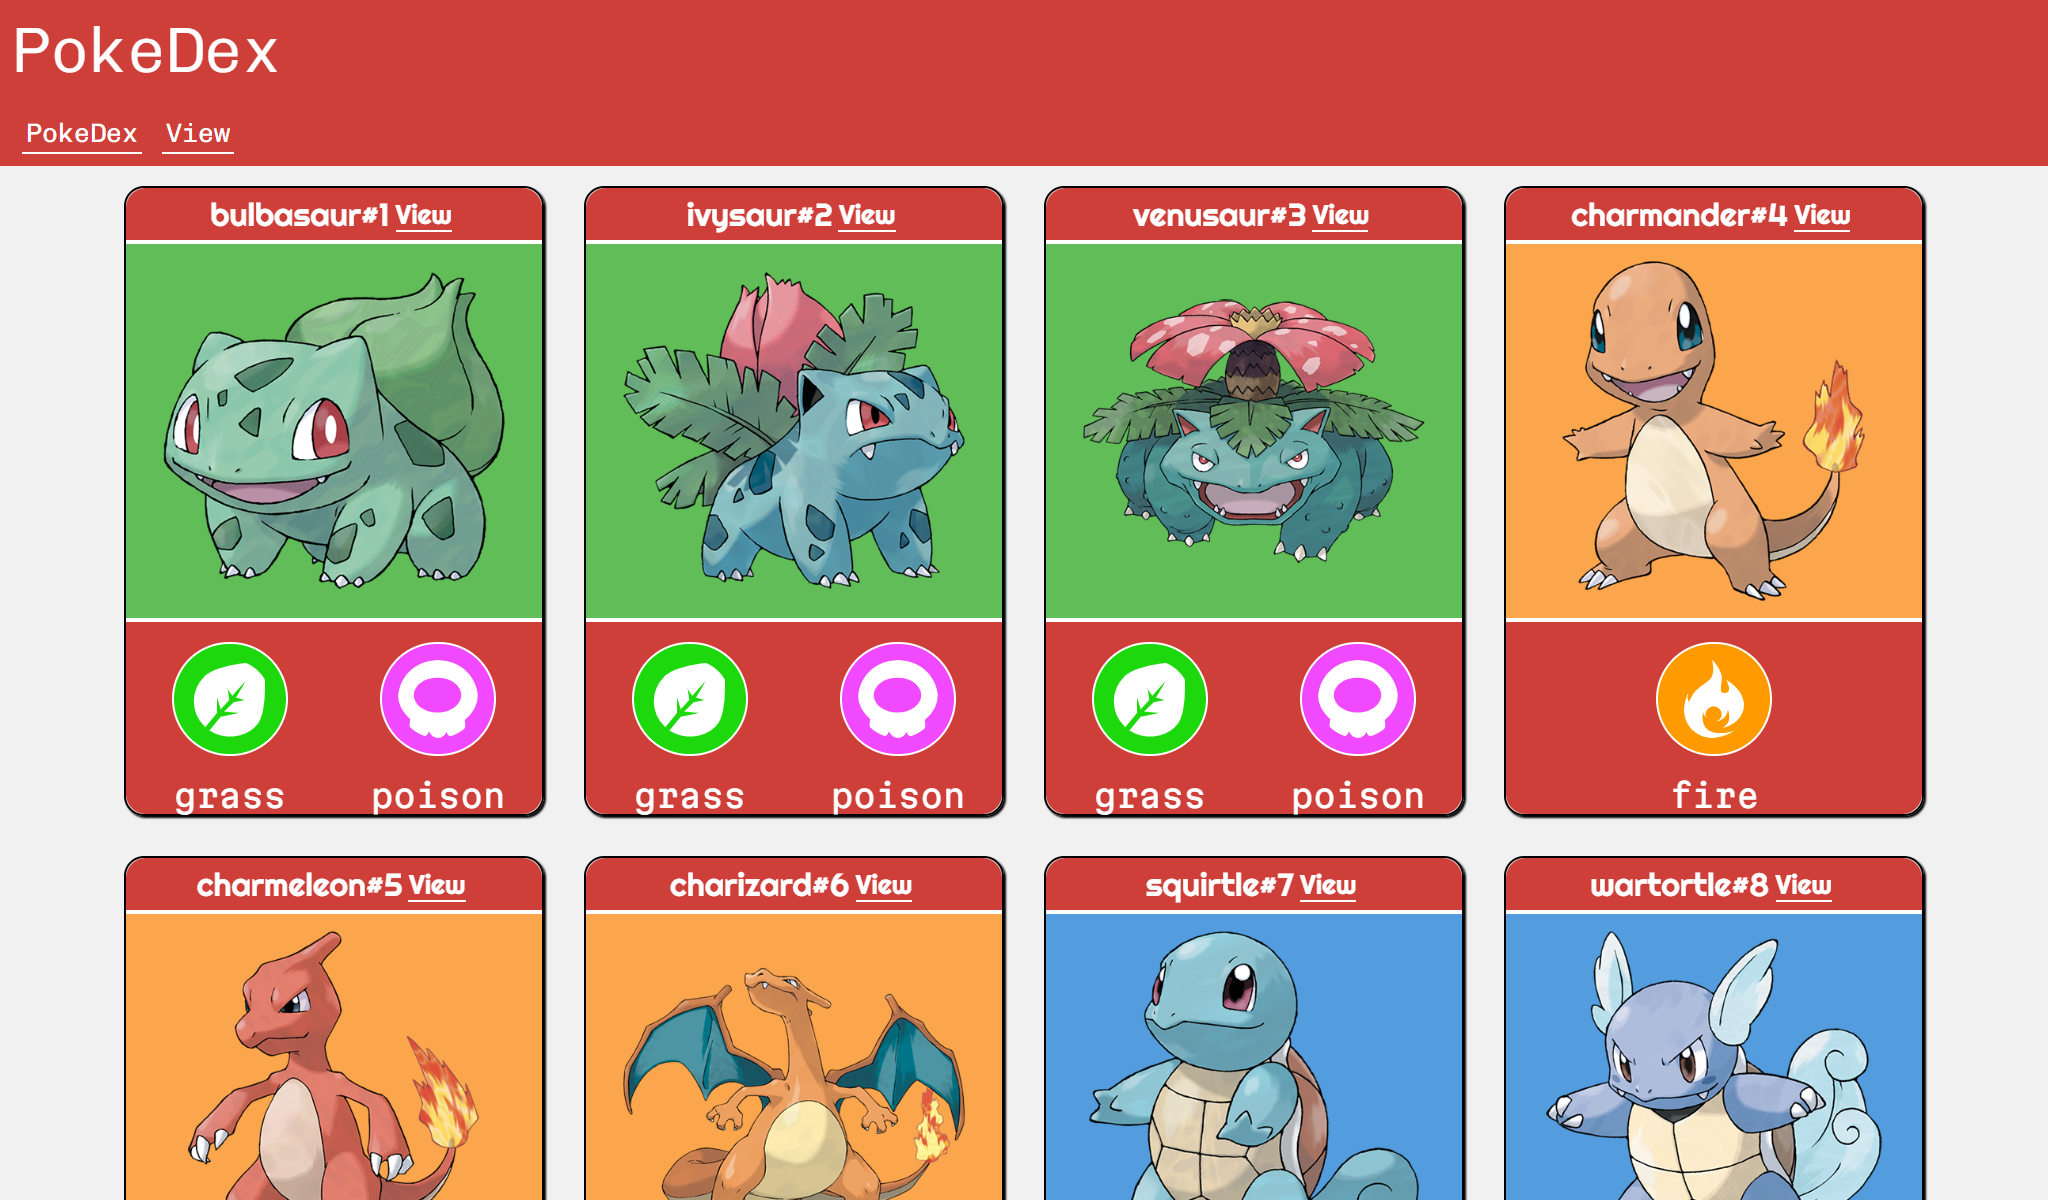 PokeDex
PokeDex View
bulbasaur#1 View
ivysaur#2 View
venusaur#3 View
charmander#4 View
grass poison
grass poison
grass poison
fire
charmeleon#5 View
charizard#6 View
squirtle#7 View
wartortle#8 View